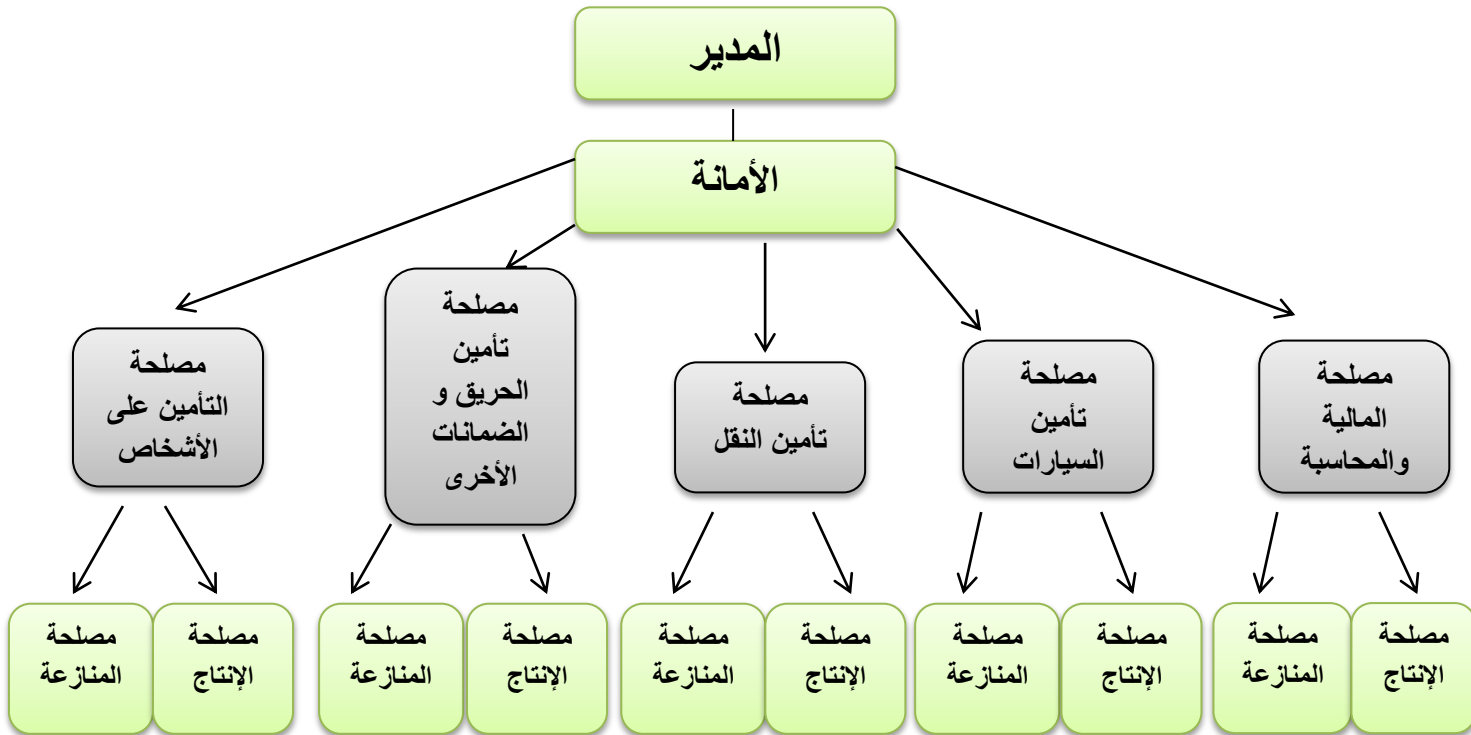 المدير
الأمانة
مصلحة
المالية
والمحاسبة
مصلحة
تأمين
السيارات
مصلحة
تأمين النقل
مصلحة
تأمين
الحريق و
الضمانات
الأخرى
مصلحة
التأمين على
الأشخاص
مصلحة
الإنتاج
مصلحة
المنازعة
مصلحة
الإنتاج
مصلحة
المنازعة
مصلحة
الإنتاج
مصلحة
المنازعة
مصلحة
الإنتاج
مصلحة
المنازعة
مصلحة
الإنتاج
مصلحة
المنازعة